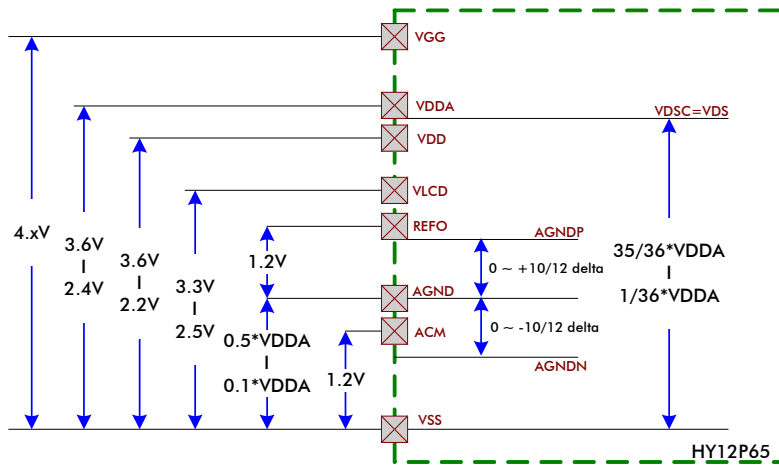 VGG
VDDA
VDSC=VDS
VDD
VLCD
REFO
AGNDP
4.xV
3.6V
I
2.4V
3.6V
I
2.2V
3.3V
I
2.5V
1.2V
0 ~ +10/12 delta
35/36*VDDA
I
1/36*VDDA
AGND
0.5*VDDA
I
0.1*VDDA
ACM
0 ~ -10/12 delta
1.2V
AGNDN
VSS
HY12P65